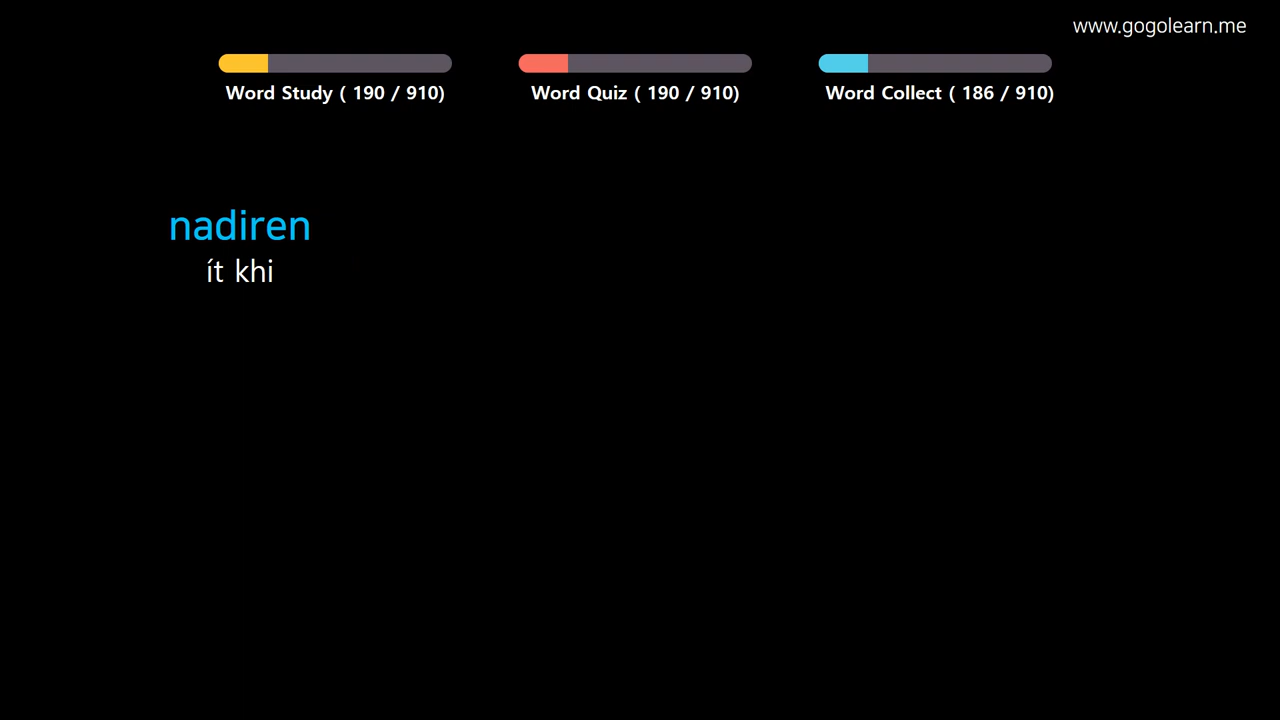 www.gogolearn.me
Word Study ( 190 / 910)
Word Quiz ( 190 / 910)
Word Collect ( 186 / 910)
nadiren
ít khi